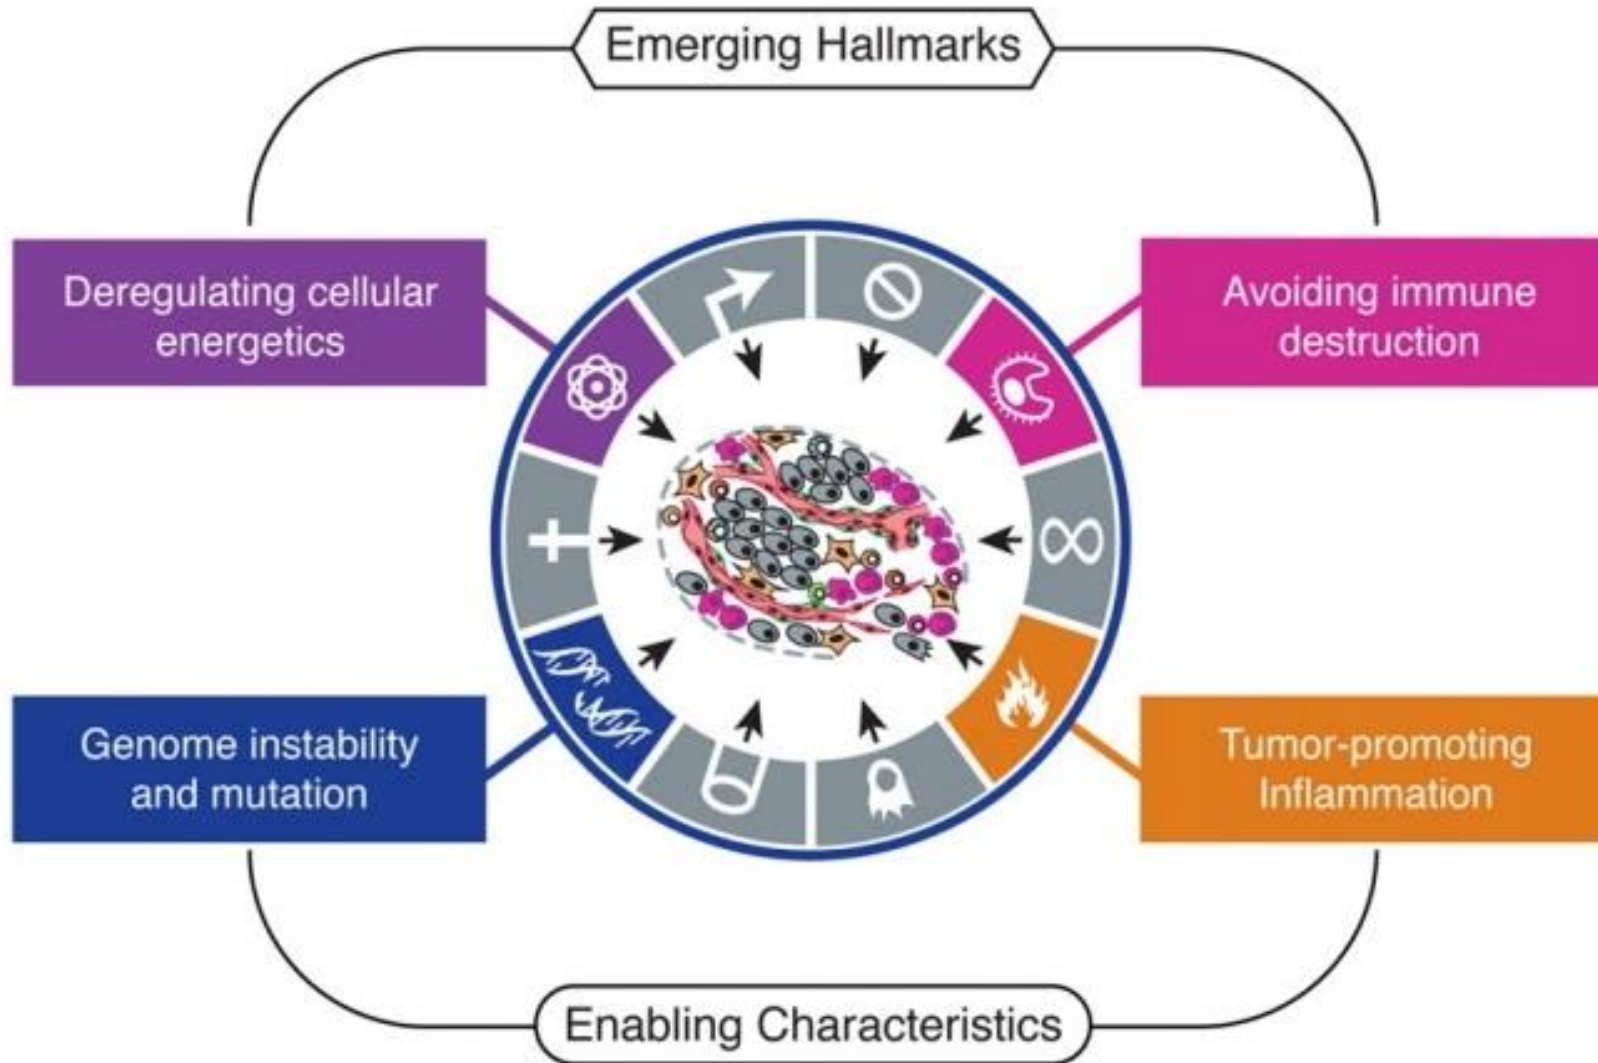 Emerging Hallmarks
Deregulating cellular
energetics
Avoiding immune
destruction
Genome instability
and mutation
Tumor-promoting
Inflammation
Enabling Characteristics